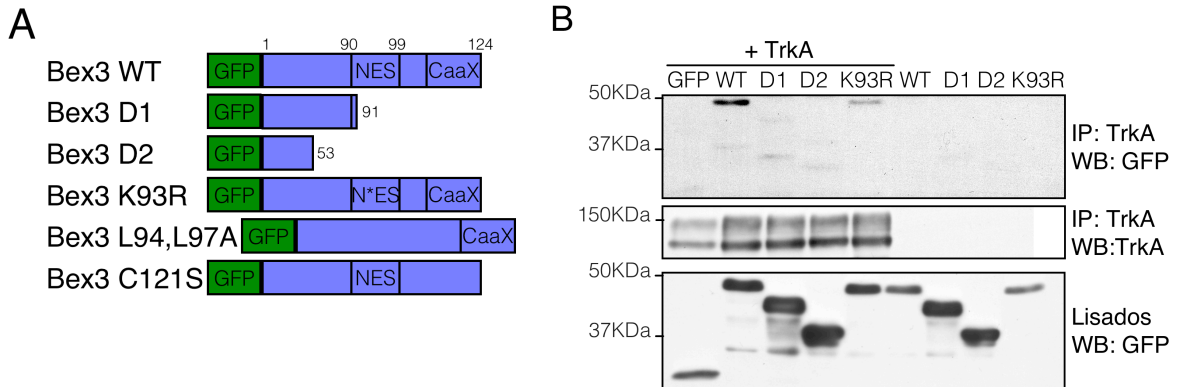 A
1 90 99 124
Bex3 WT GFP NES CaaX
Bex3 D1 GFP 91
Bex3 D2 GFP 53
Bex3 K93R GFP N*ES CaaX
Bex3 L94,L97A GFP CaaX
Bex3 C121S GFP NES
B
+ TrkA
GFP WT D1 D2 K93R WT D1 D2 K93R
50KDa
37KDa
IP: TrkA
WB: GFP
150KDa
IP: TrkA
WB:TrkA
50KDa
37KDa
Lisados
WB: GFP